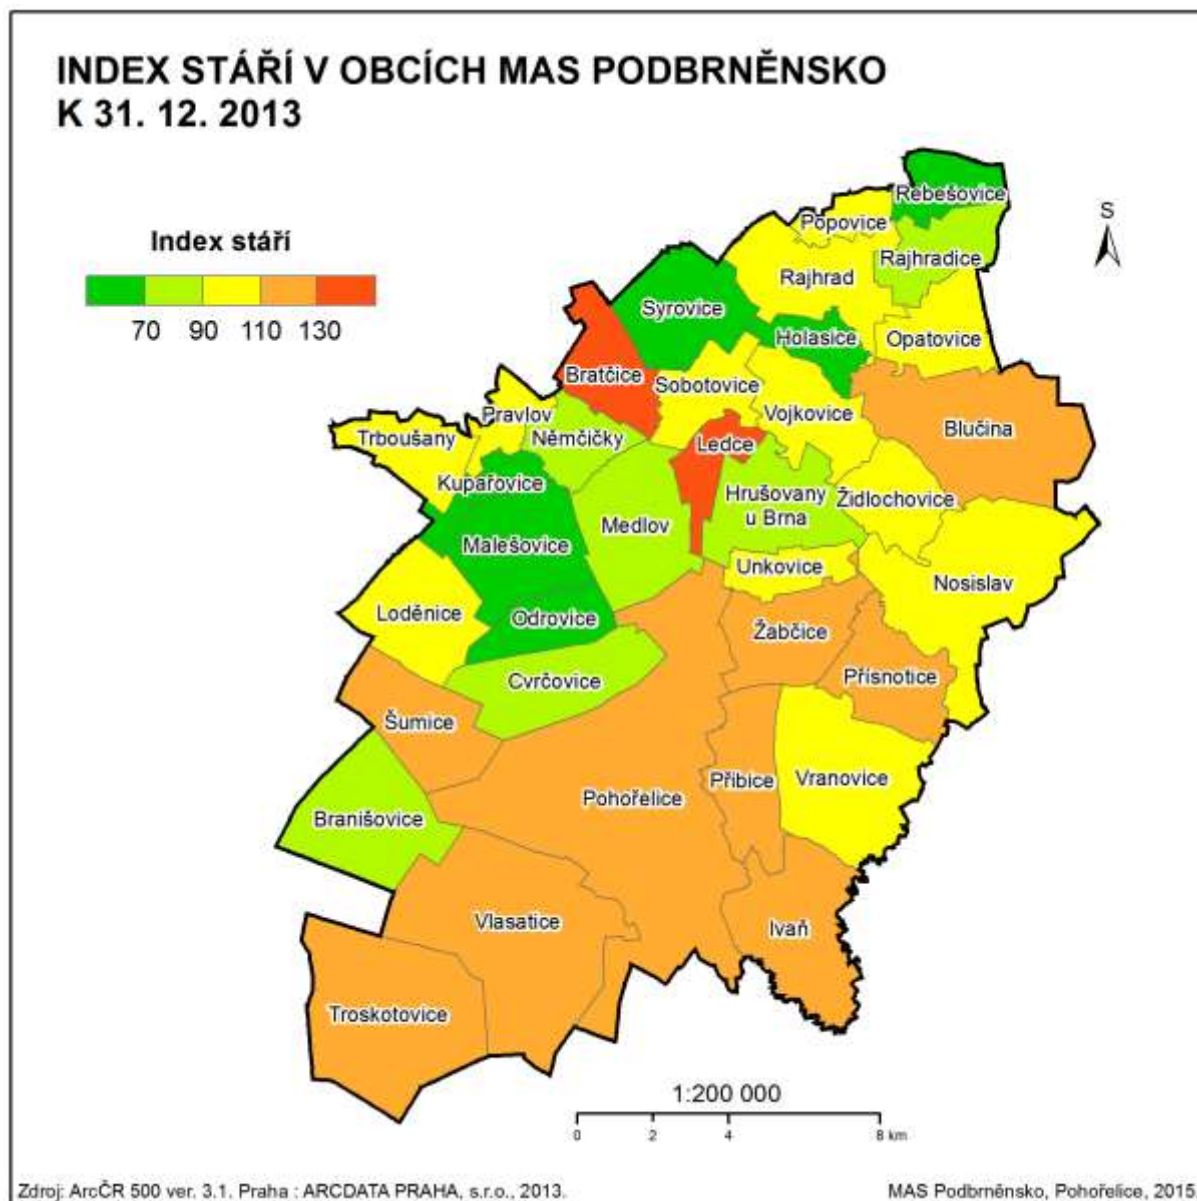 INDEX STÁŘÍ V OBCÍCH MAS PODBRNĚNSKO
K 31. 12. 2013
Index stáří
70 90 110 130
S
Rebešovice
Popovice
Rajhradice
Rajhrad
Syrovice
Holasice
Opatovice
Bratčice
Sobotovice
Vojkovice
Blučina
Pravlov
Trboušany
Němčičky
Ledce
Kupařovice
Hrušovany
u Brna
Židlochovice
Medlov
Malešovice
Unkovice
Nosislav
Loděnice
Odrovice
Žabčice
Cvrčovice
Přísnotice
Šumice
Přibice
Vranovice
Pohořelice
Branišovice
Vlasatice
Ivaň
Troskotovice
1:200 000
0 2 4 8 km
Zdroj: ArcČR 500 ver. 3.1. Praha : ARCDATA PRAHA, s.r.o., 2013.
MAS Podbrněnsko, Pohořelice, 2015